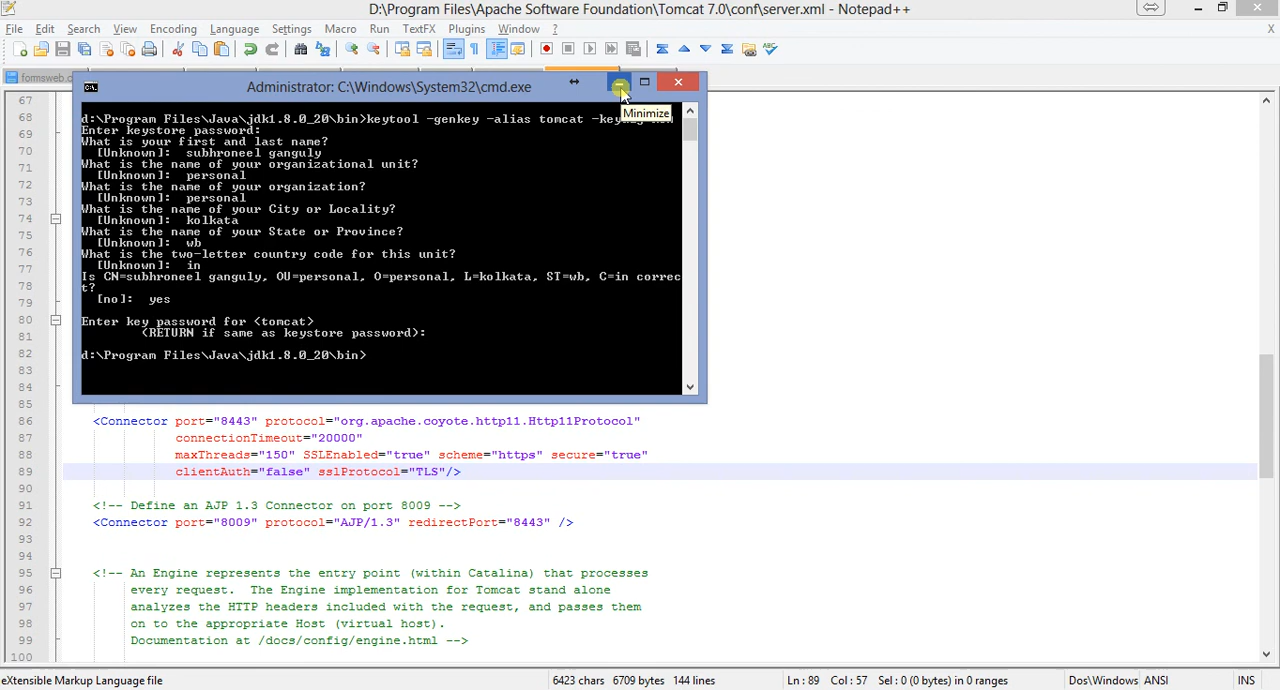 D:\Program Files\Apache Software Foundation\Tomcat 7.0\conf\server.xml - Notepad++
File Edit Search View Encoding Language Settings Macro Run TextFX Plugins Window ? X
formsweb.c
Administrator: C:\Windows\System32\cmd.exe
Minimize
d:\Program Files\Java\jdk1.8.0_20\bin>keytool -genkey -alias tomcat
Enter keystore password:
What is your first and last name?
[Unknown]: subhroneel ganguly
What is the name of your organizational unit?
[Unknown]: personal
What is the name of your organization?
[Unknown]: personal
What is the name of your City or Locality?
[Unknown]: kolkata
What is the name of your State or Province?
[Unknown]: wb
What is the two-letter country code for this unit?
[Unknown]: in
Is CN=subhroneel ganguly, OU=personal, O=personal, L=kolkata, ST=wb, C=in correc
t?
[no]: yes
Enter key password for <tomcat>
(RETURN if same as keystore password):
d:\Program Files\Java\jdk1.8.0_20\bin>
67
68
69
70
71
72
73
74
75
76
77
78
79
80
81
82
83
84
85
86 <Connector port="8443" protocol="org.apache.coyote.http11.Http11Protocol"
87 connectionTimeout="20000"
88 maxThreads="150" SSLEnabled="true" scheme="https" secure="true"
89 clientAuth="false" sslProtocol="TLS"/>
90
91 <!-- Define an AJP 1.3 Connector on port 8009 -->
92 <Connector port="8009" protocol="AJP/1.3" redirectPort="8443" />
93
94
95 <!-- An Engine represents the entry point (within Catalina) that processes
96 every request. The Engine implementation for Tomcat stand alone
97 analyzes the HTTP headers included with the request, and passes them
98 on to the appropriate Host (virtual host).
99 Documentation at /docs/config/engine.html -->
100
eXtensible Markup Language file 6423 chars 6709 bytes 144 lines Ln : 89 Col : 57 Sel : 0 (0 bytes) in 0 ranges Dos\Windows ANSI INS